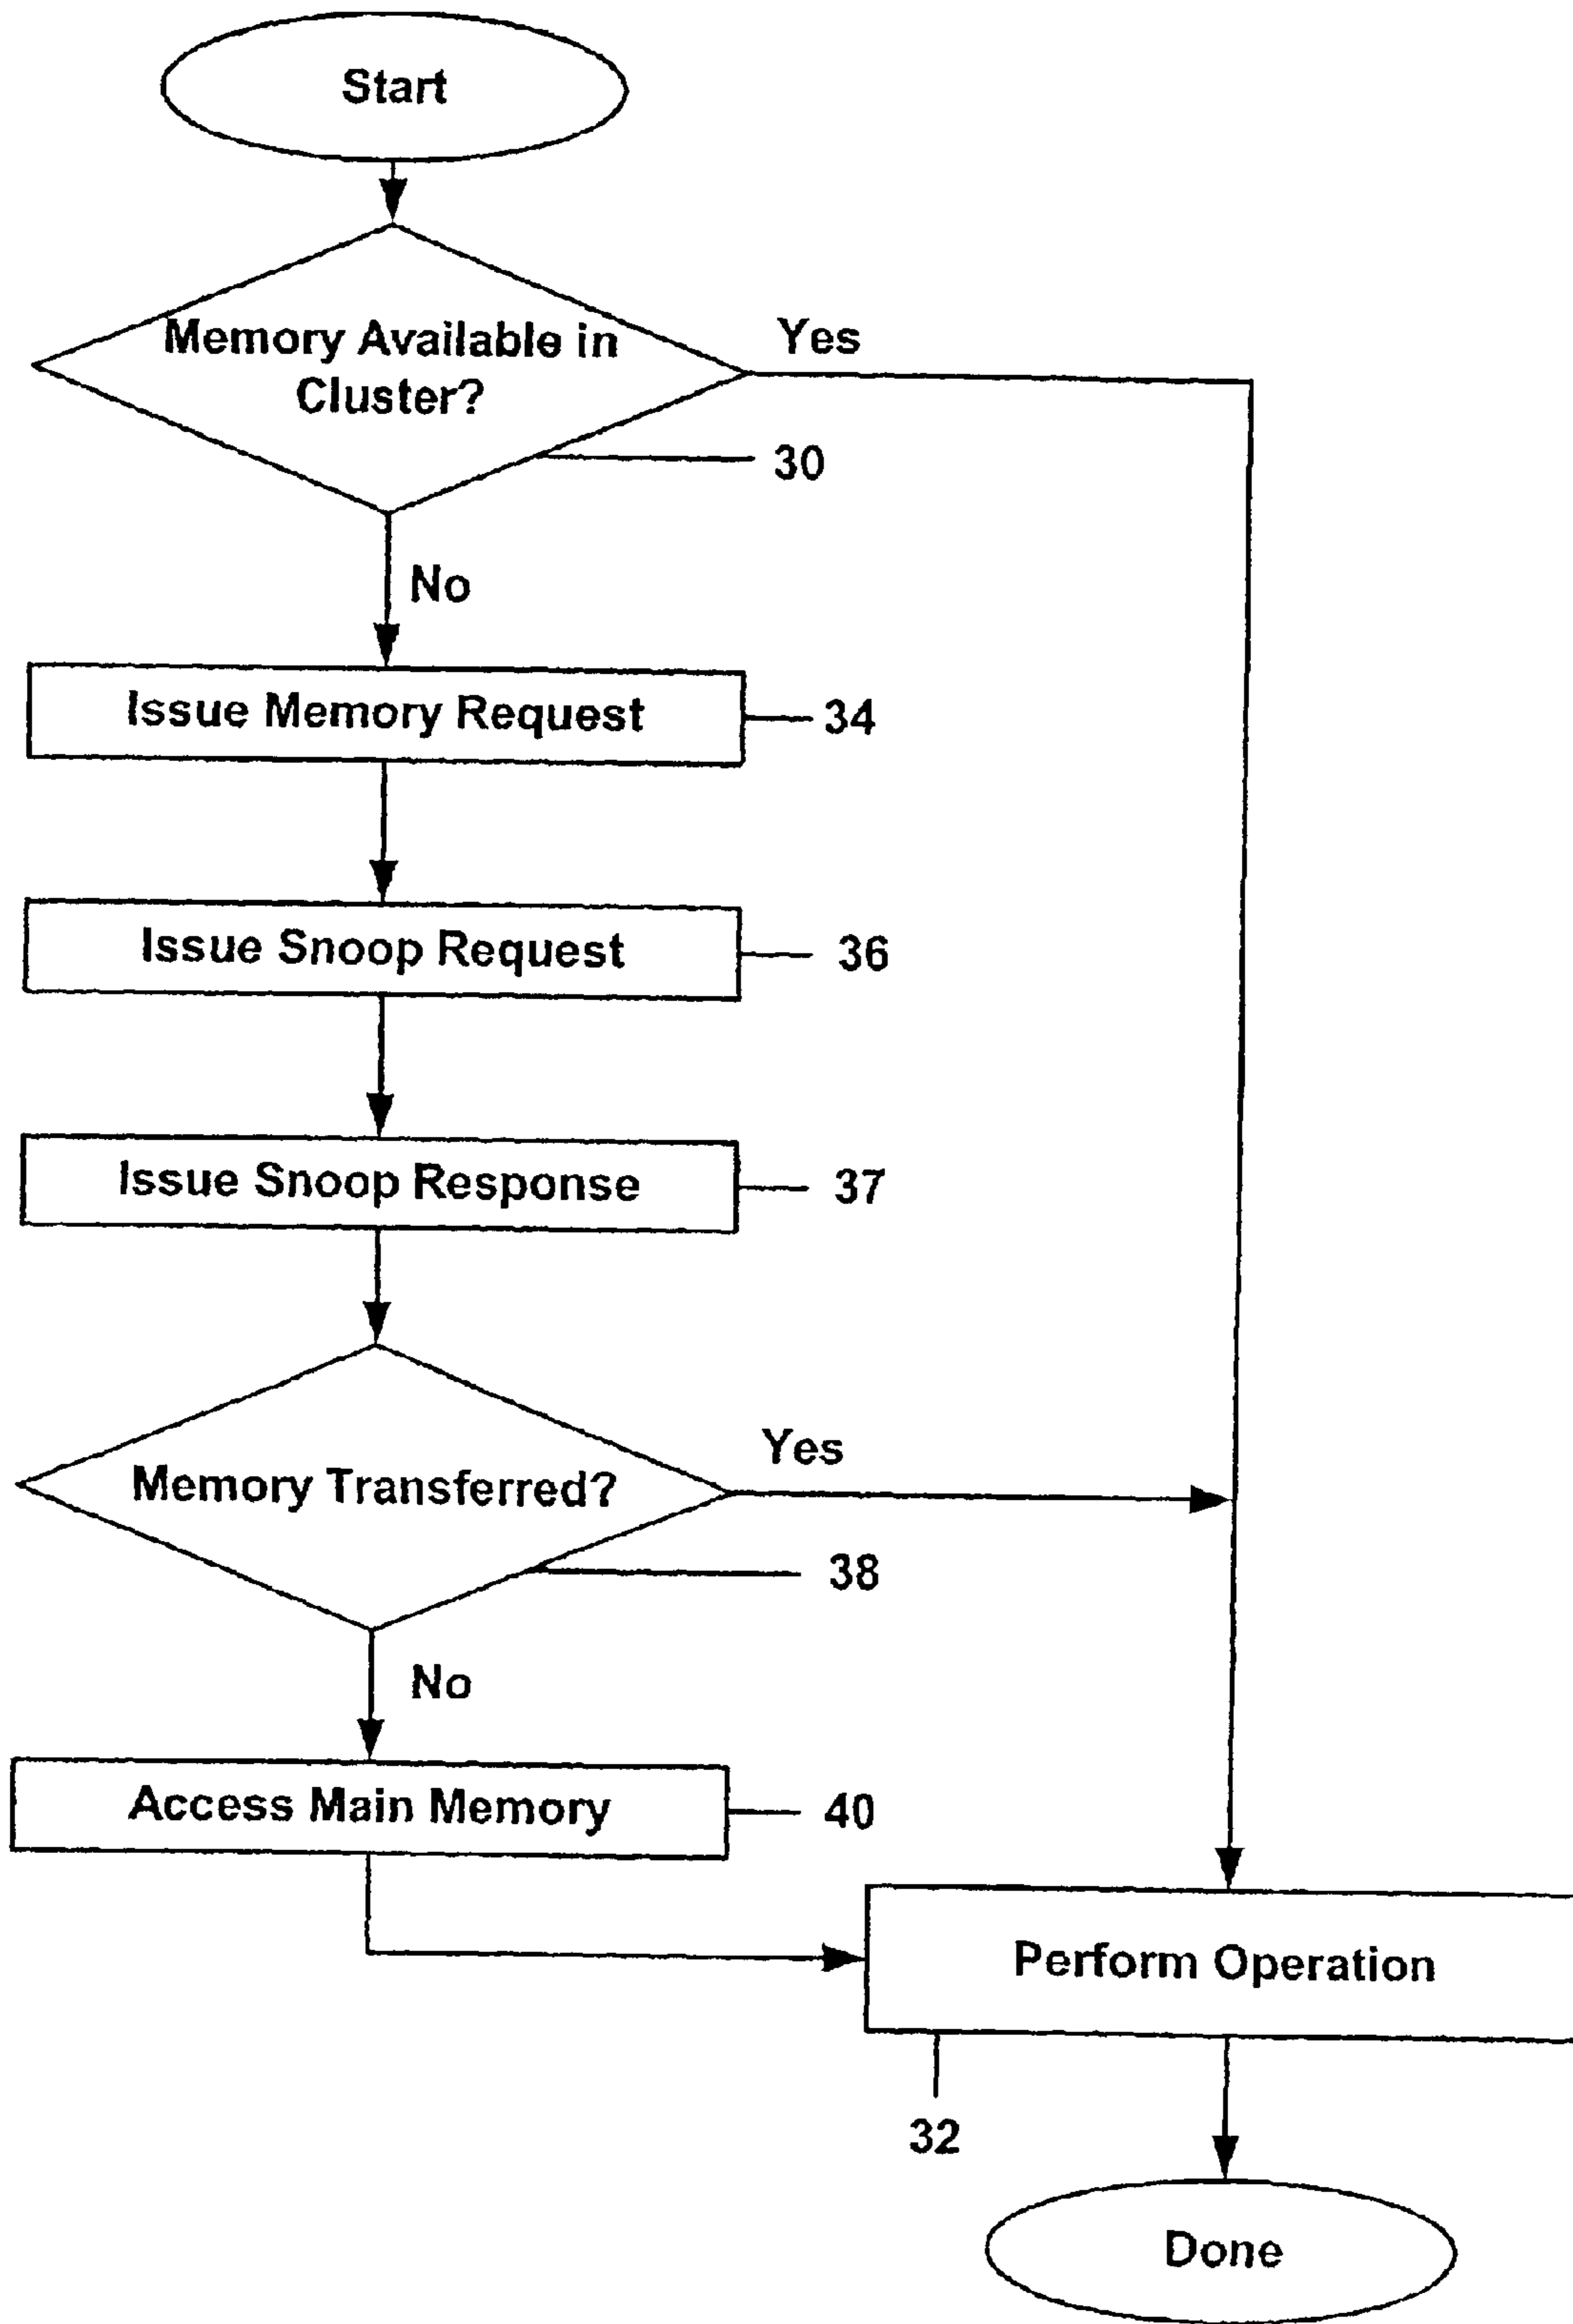 Start
Memory Available in
Cluster?
Yes
30
No
Issue Memory Request
34
Issue Snoop Request
36
Issue Snoop Response
37
Memory Transferred?
Yes
38
No
Access Main Memory
40
Perform Operation
32
Done